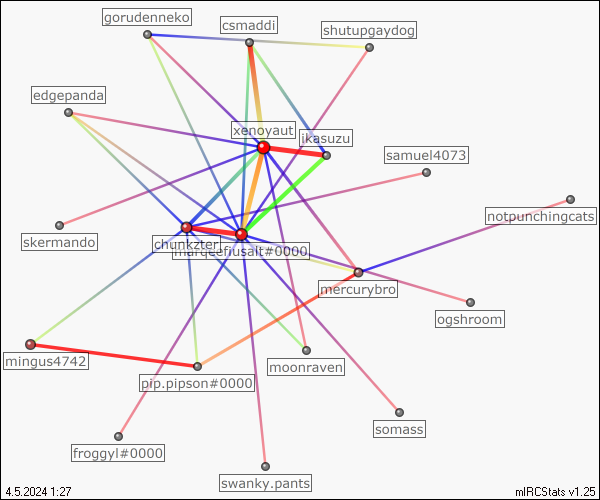 gorudenneko
csmaddi
shutupgaydog
edgepanda
xenoyaut
ikasuzu
samuel4073
notpunchingcats
skermando
chunkzter
#0000
mercurybro
ogshroom
mingus4742
moonraven
pip.pipson#0000
somass
froggyl#0000
swanky.pants
4.5.2024 1:27
mIRCStats v1.25